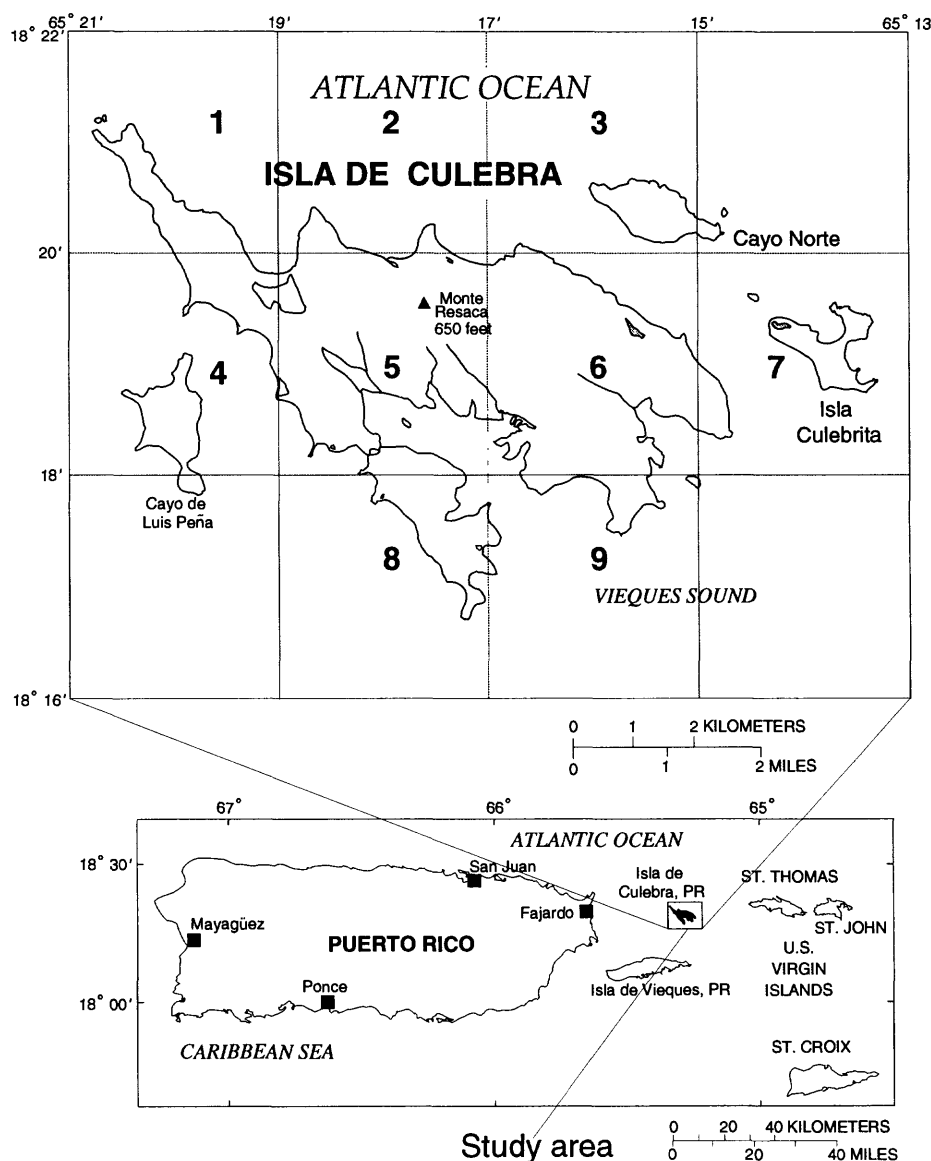 65° 21'
19'
17'
15'
65° 13
18° 22'
ATLANTIC OCEAN
1
2
3
ISLA DE CULEBRA
20'
Cayo Norte
Monte
Resaca
650 feet
4
5
6
7
Isla
Culebrita
18'
Cayo de
Luis Peña
8
9
VIEQUES SOUND
18° 16'
0 1 2 KILOMETERS
0 1 2 MILES
67°
66°
65°
ATLANTIC OCEAN
18° 30'
San Juan
Isla de
Culebra, PR
ST. THOMAS
Fajardo
ST. JOHN
Mayagüez
PUERTO RICO
U.S.
VIRGIN
ISLANDS
Ponce
Isla de Vieques, PR
18° 00'
CARIBBEAN SEA
ST. CROIX
Study area
0 20 40 KILOMETERS
0 20 40 MILES